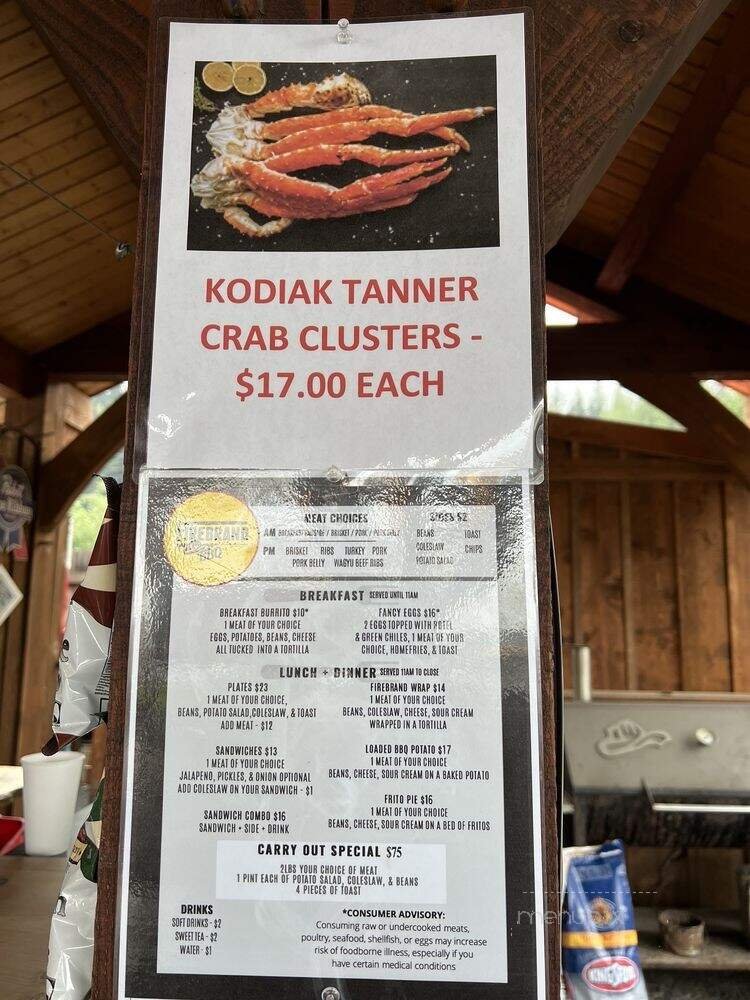 KODIAK TANNER
CRAB CLUSTERS -
$17.00 EACH
FIREBRAND
BBQ
MEAT CHOICES
AM BREAKFAST SAUSAGE / BRISKET / PORK / PORK BELLY
PM BRISKET RIBS TURKEY PORK
PORK BELLY WAGYU BEEF RIBS
SIDES $2
BEANS TOAST
COLESLAW CHIPS
POTATO SALAD
BREAKFAST SERVED UNTIL 11AM
BREAKFAST BURRITO $10*
1 MEAT OF YOUR CHOICE
EGGS, POTATOES, BEANS, CHEESE
ALL TUCKED INTO A TORTILLA
FANCY EGGS $16*
2 EGGS TOPPED WITH ROTEL
& GREEN CHILES, 1 MEAT OF YOUR
CHOICE, HOMEFRIES, & TOAST
LUNCH + DINNER SERVED 11AM TO CLOSE
PLATES $23
1 MEAT OF YOUR CHOICE,
BEANS, POTATO SALAD,COLESLAW, & TOAST
ADD MEAT - $12
FIREBRAND WRAP $14
1 MEAT OF YOUR CHOICE
BEANS, COLESLAW, CHEESE, SOUR CREAM
WRAPPED IN A TORTILLA
SANDWICHES $13
1 MEAT OF YOUR CHOICE
JALAPENO, PICKLES, & ONION OPTIONAL
ADD COLESLAW ON YOUR SANDWICH - $1
LOADED BBQ POTATO $17
1 MEAT OF YOUR CHOICE
BEANS, CHEESE, SOUR CREAM ON A BAKED POTATO
SANDWICH COMBO $16
SANDWICH + SIDE + DRINK
FRITO PIE $16
1 MEAT OF YOUR CHOICE
BEANS, CHEESE, SOUR CREAM ON A BED OF FRITOS
CARRY OUT SPECIAL $75
2LBS YOUR CHOICE OF MEAT
1 PINT EACH OF POTATO SALAD, COLESLAW, & BEANS
4 PIECES OF TOAST
DRINKS
SOFT DRINKS - $2
SWEET TEA - $2
WATER - $1
*CONSUMER ADVISORY:
Consuming raw or undercooked meats,
poultry, seafood, shellfish, or eggs may increase
risk of foodborne illness, especially if you
have certain medical conditions
KINGSFORD